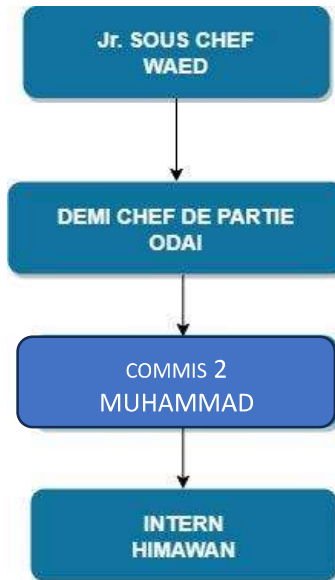 Jr. SOUS CHEF
WAED
DEMI CHEF DE PARTIE
ODAI
COMMIS 2
MUHAMMAD
INTERN
HIMAWAN